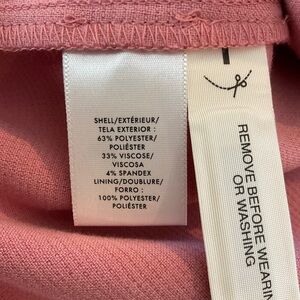 SHELL/EXTÉRIEUR/
TELA EXTERIOR :
63% POLYESTER/
POLIÉSTER
33% VISCOSE/
VISCOSA
4% SPANDEX
LINING/DOUBLURE/
FORRO :
100% POLYESTER/
POLIÉSTER
REMOVE BEFORE WEARIN
OR WASHING